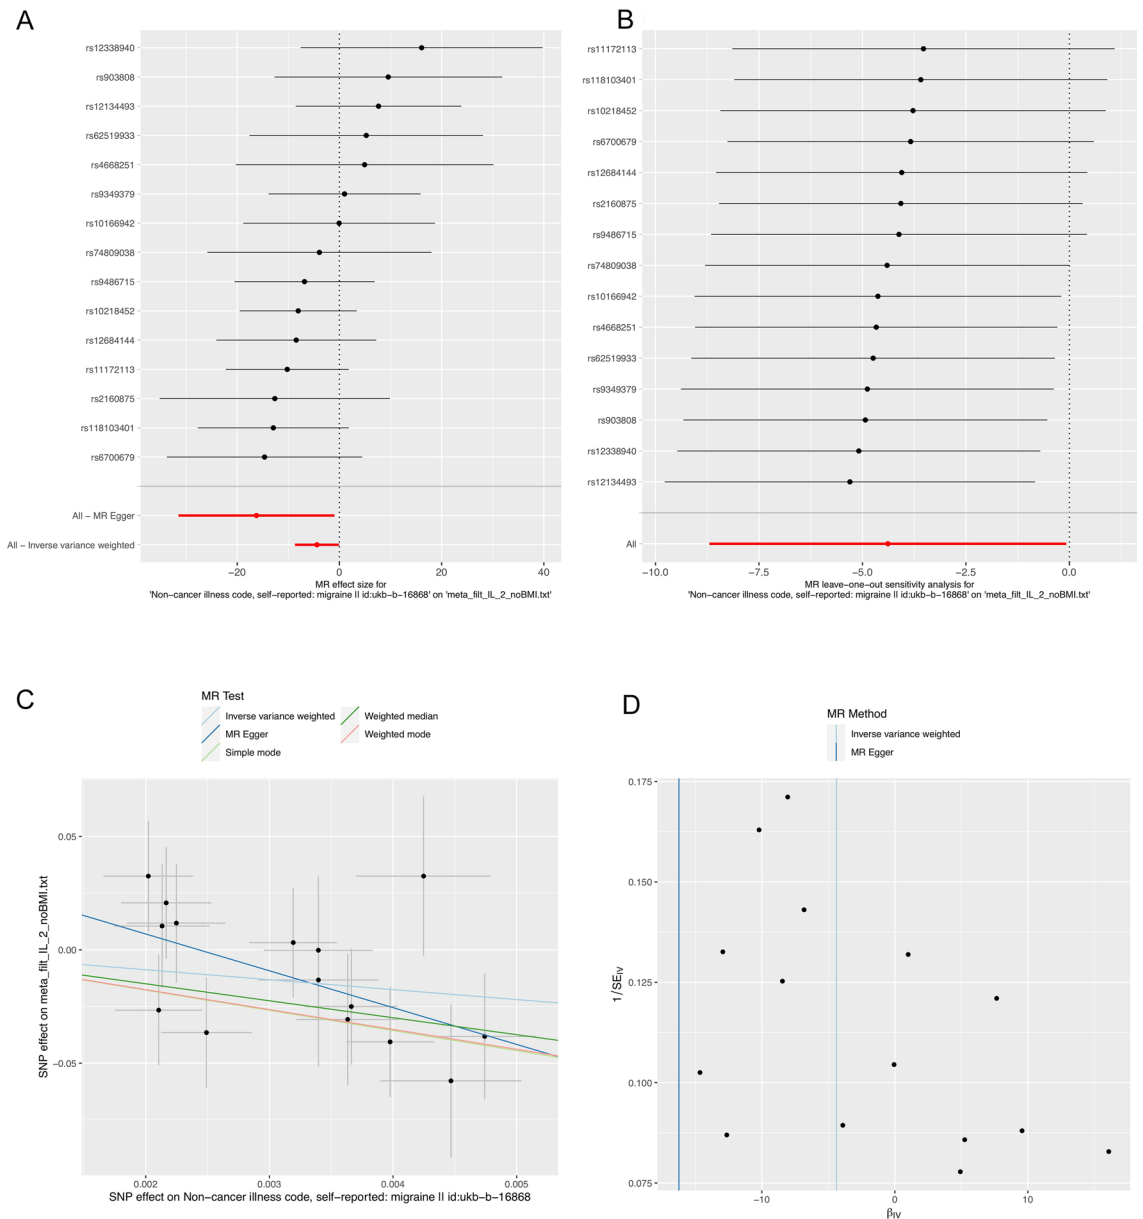 A
rs12338940
rs903808
rs12134493
rs62519933
rs4668251
rs9349379
rs10166942
rs74809038
rs9486715
rs10218452
rs12684144
rs11172113
rs2160875
rs118103401
rs6700679
All − MR Egger
All − Inverse variance weighted
−20
0
20
40
MR effect size for
'Non−cancer illness code, self−reported: migraine || id:ukb−b−16868' on 'meta_filt_IL_2_noBMI.txt'
B
rs11172113
rs118103401
rs10218452
rs6700679
rs12684144
rs2160875
rs9486715
rs74809038
rs10166942
rs4668251
rs62519933
rs9349379
rs903808
rs12338940
rs12134493
All
−10.0
−7.5
−5.0
−2.5
0.0
MR leave−one−out sensitivity analysis for
'Non−cancer illness code, self−reported: migraine || id:ukb−b−16868' on 'meta_filt_IL_2_noBMI.txt'
C
MR Test
Inverse variance weighted
MR Egger
Simple mode
Weighted median
Weighted mode
SNP effect on meta_filt_IL_2_noBMI.txt
0.05
0.00
−0.05
0.002
0.003
0.004
0.005
SNP effect on Non−cancer illness code, self−reported: migraine || id:ukb−b−16868
D
MR Method
Inverse variance weighted
MR Egger
1/SE_IV
0.175
0.150
0.125
0.100
0.075
−10
0
10
β_IV